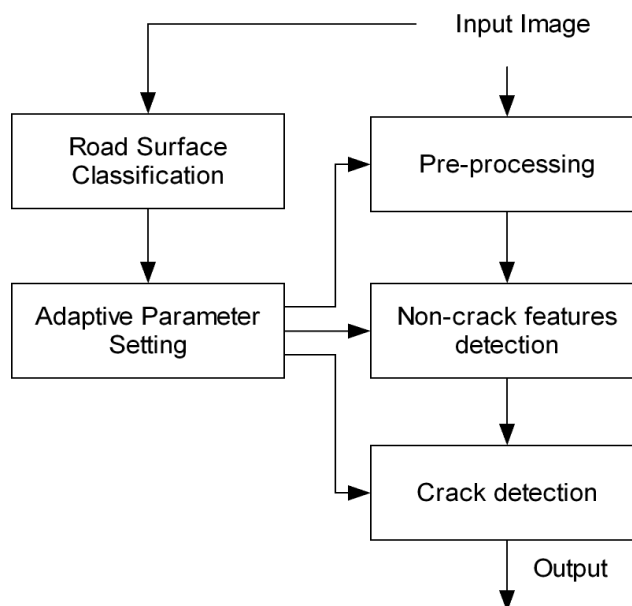 Input Image
Road Surface
Classification
Pre-processing
Adaptive Parameter
Setting
Non-crack features
detection
Crack detection
Output